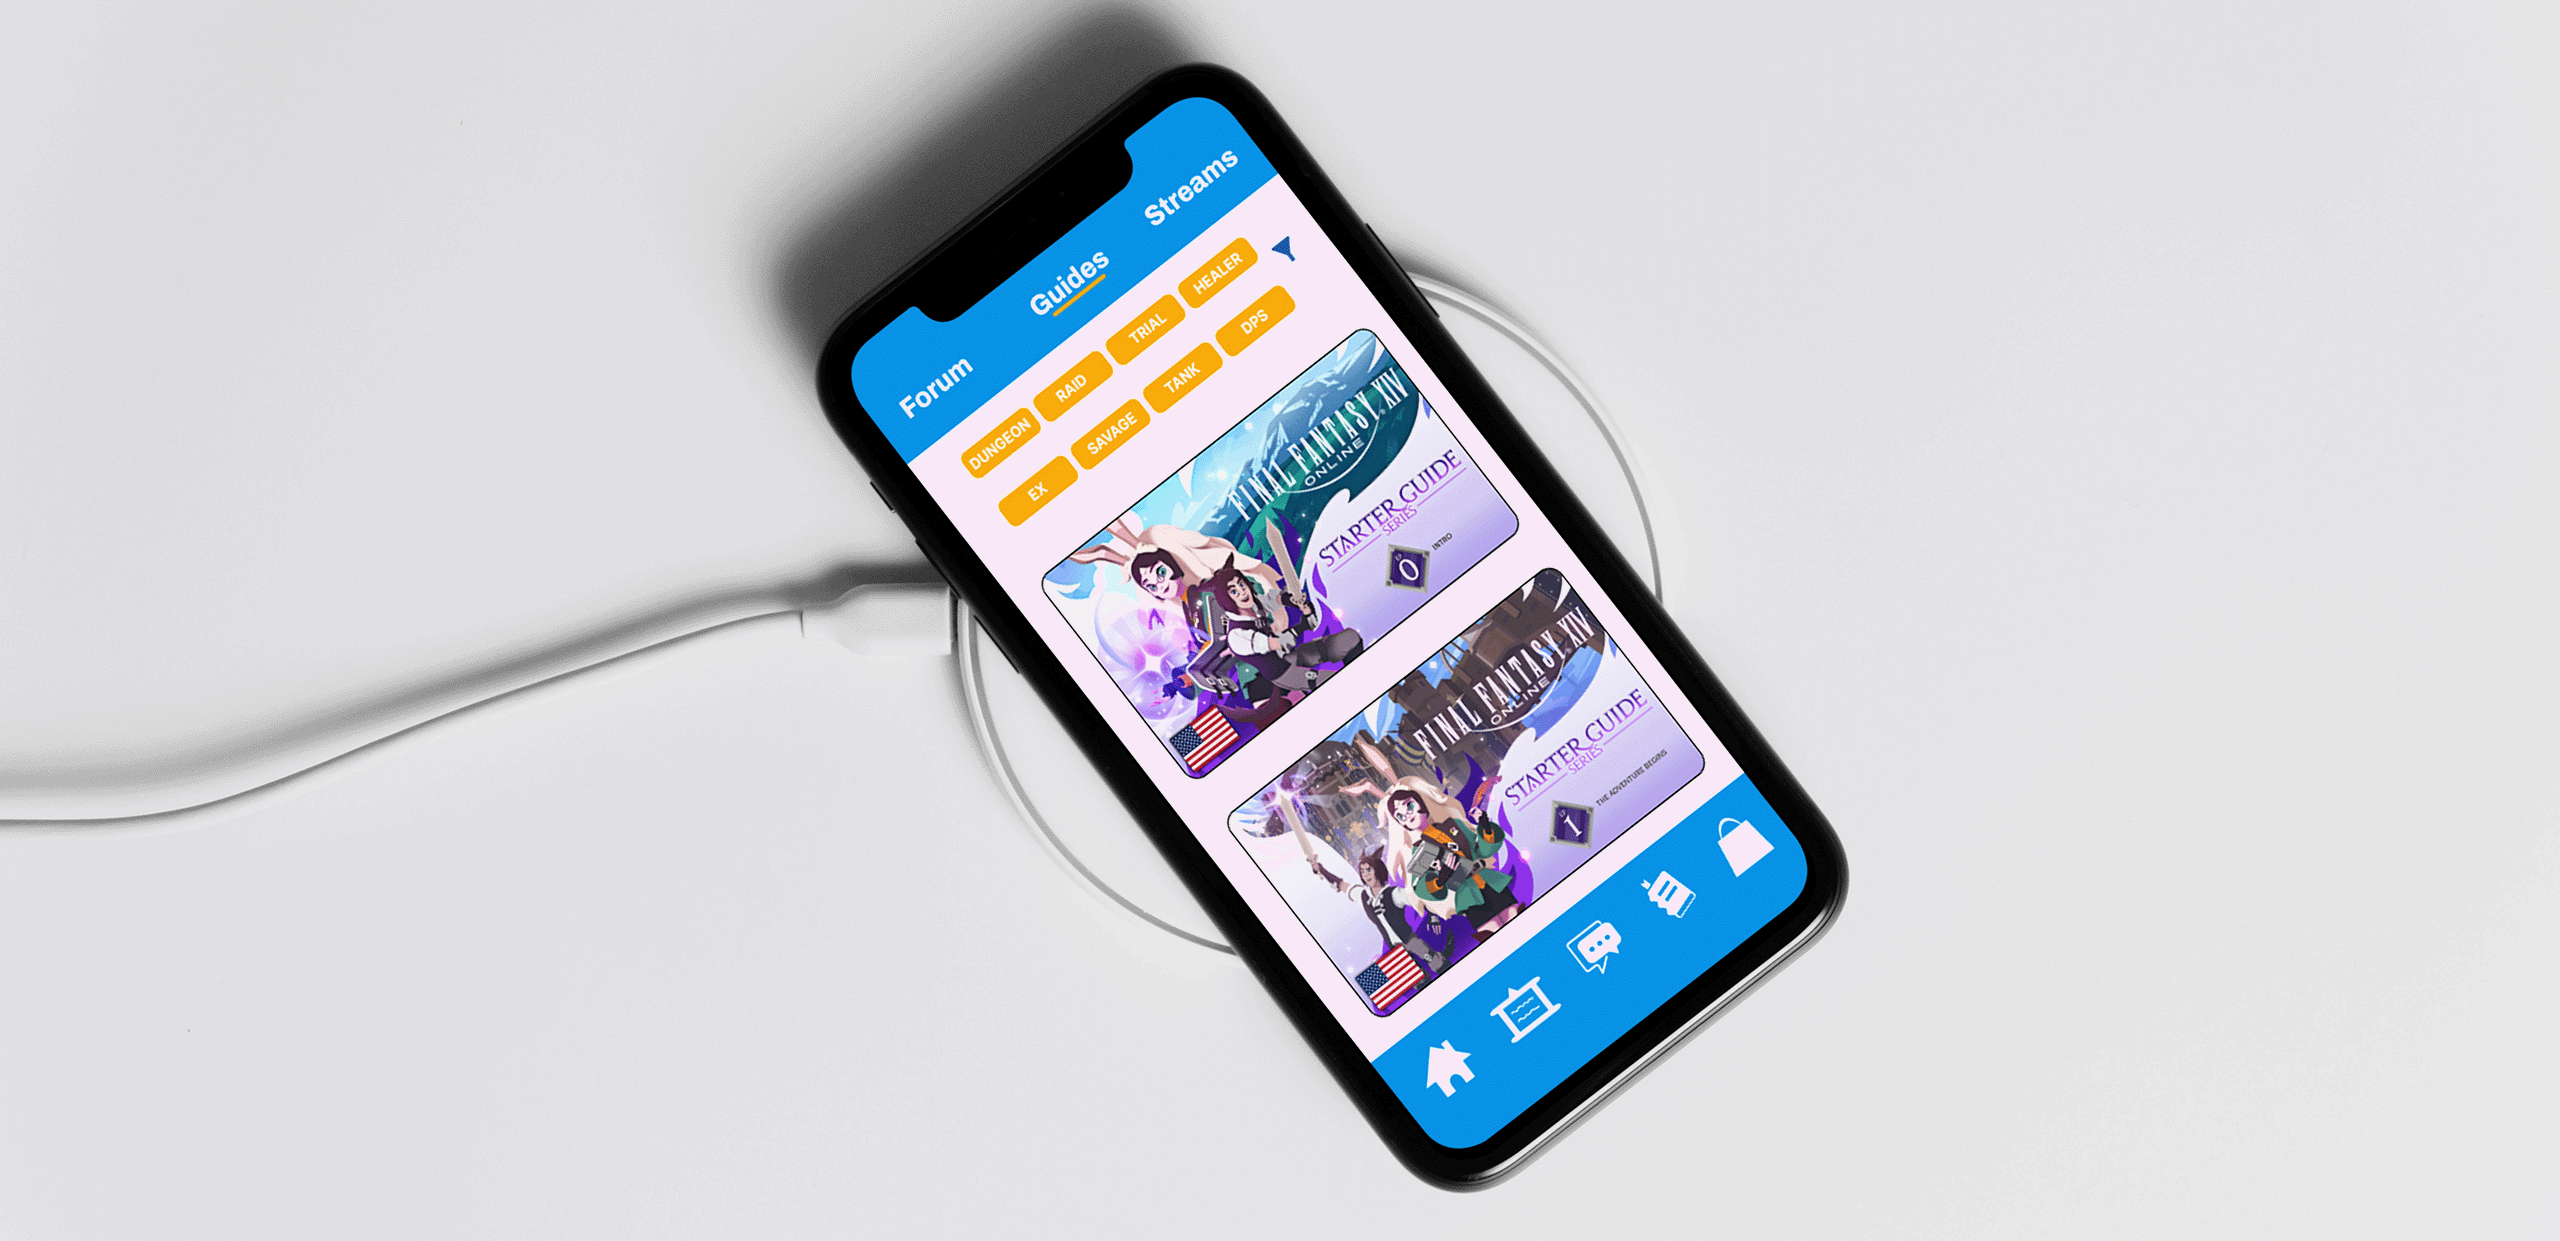 Forum Guides Streams
DUNGEON RAID TRIAL HEALER
EX SAVAGE TANK DPS
FINAL FANTASY XIV
ONLINE
STARTER GUIDE
SERIES
0 INTRO
FINAL FANTASY XIV
ONLINE
STARTER GUIDE
SERIES
1 THE ADVENTURE BEGINS